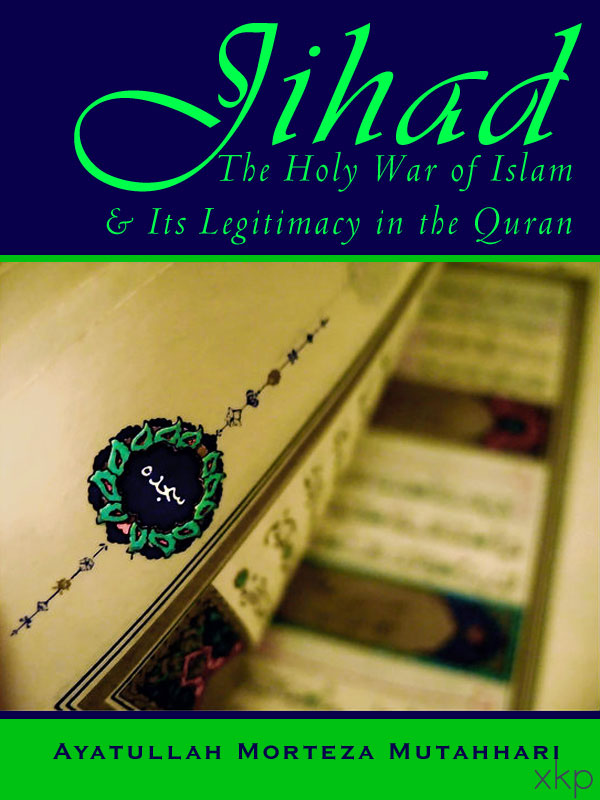 Jihad
The Holy War of Islam
& Its Legitimacy in the Quran
Ayatullah Morteza Mutahhari
xkp